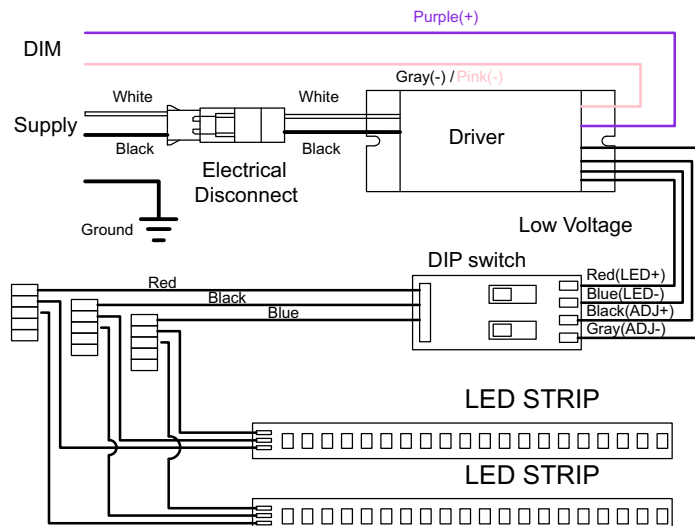 Purple(+)
DIM
Gray(-) / Pink(-)
White
White
Supply
Driver
Black
Black
Electrical
Disconnect
Ground
Low Voltage
DIP switch
Red
Red(LED+)
Black
Blue(LED-)
Blue
Black(ADJ+)
Gray(ADJ-)
LED STRIP
LED STRIP